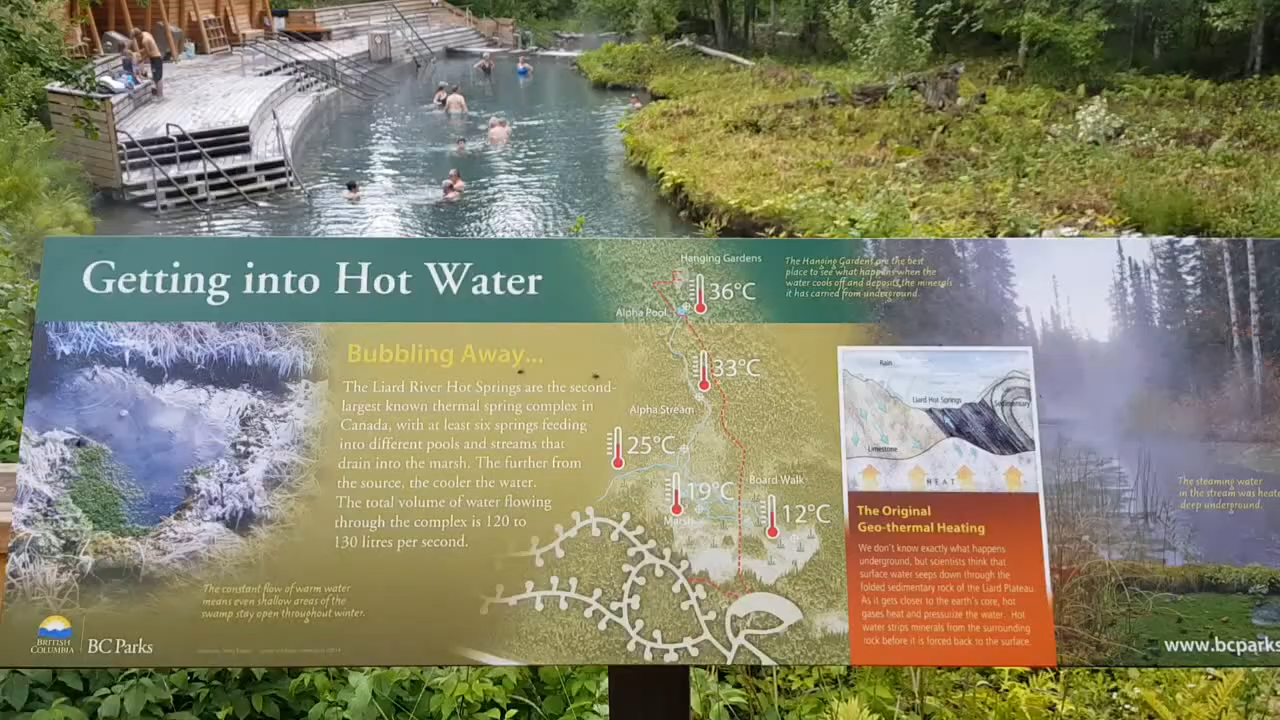 Getting into Hot Water
Bubbling Away...
The Liard River Hot Springs are the second-
largest known thermal spring complex in
Canada, with at least six springs feeding
into different pools and streams that
drain into the marsh. The further from
the source, the cooler the water.
The total volume of water flowing
through the complex is 120 to
130 litres per second.
The constant flow of warm water
means even shallow areas of the
swamp stay open throughout winter.
BRITISH
COLUMBIA
BC Parks
Hanging Gardens
36°C
Alpha Pool
33°C
Alpha Stream
25°C
19°C
Marsh
Board Walk
12°C
The Hanging Gardens are the best
place to see what happens when the
water cools off and deposits the minerals
it has carried from underground.
Rain
Liard Hot Springs
Sedimentary
Limestone
HEAT
The Original
Geo-thermal Heating
We don't know exactly what happens
underground, but scientists think that
surface water seeps down through the
folded sedimentary rock of the Liard Plateau.
As it gets closer to the earth's core, hot
gases heat and pressurize the water. Hot
water strips minerals from the surrounding
rock before it is forced back to the surface.
The steaming water
in the stream was heate
deep underground.
www.bcparks